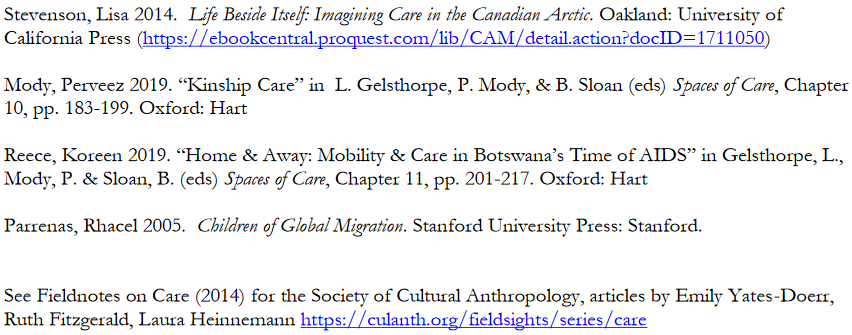 Stevenson, Lisa 2014. Life Beside Itself: Imagining Care in the Canadian Arctic. Oakland: University of
California Press (https://ebookcentral.proquest.com/lib/CAM/detail.action?docID=1711050)
Mody, Perveez 2019. “Kinship Care” in L. Gelsthorpe, P. Mody, & B. Sloan (eds) Spaces of Care, Chapter
10, pp. 183-199. Oxford: Hart
Reece, Koreen 2019. “Home & Away: Mobility & Care in Botswana’s Time of AIDS” in Gelsthorpe, L.,
Mody, P. & Sloan, B. (eds) Spaces of Care, Chapter 11, pp. 201-217. Oxford: Hart
Parrenas, Rhacel 2005. Children of Global Migration. Stanford University Press: Stanford.
See Fieldnotes on Care (2014) for the Society of Cultural Anthropology, articles by Emily Yates-Doerr,
Ruth Fitzgerald, Laura Heinnemann https://culanth.org/fieldsights/series/care